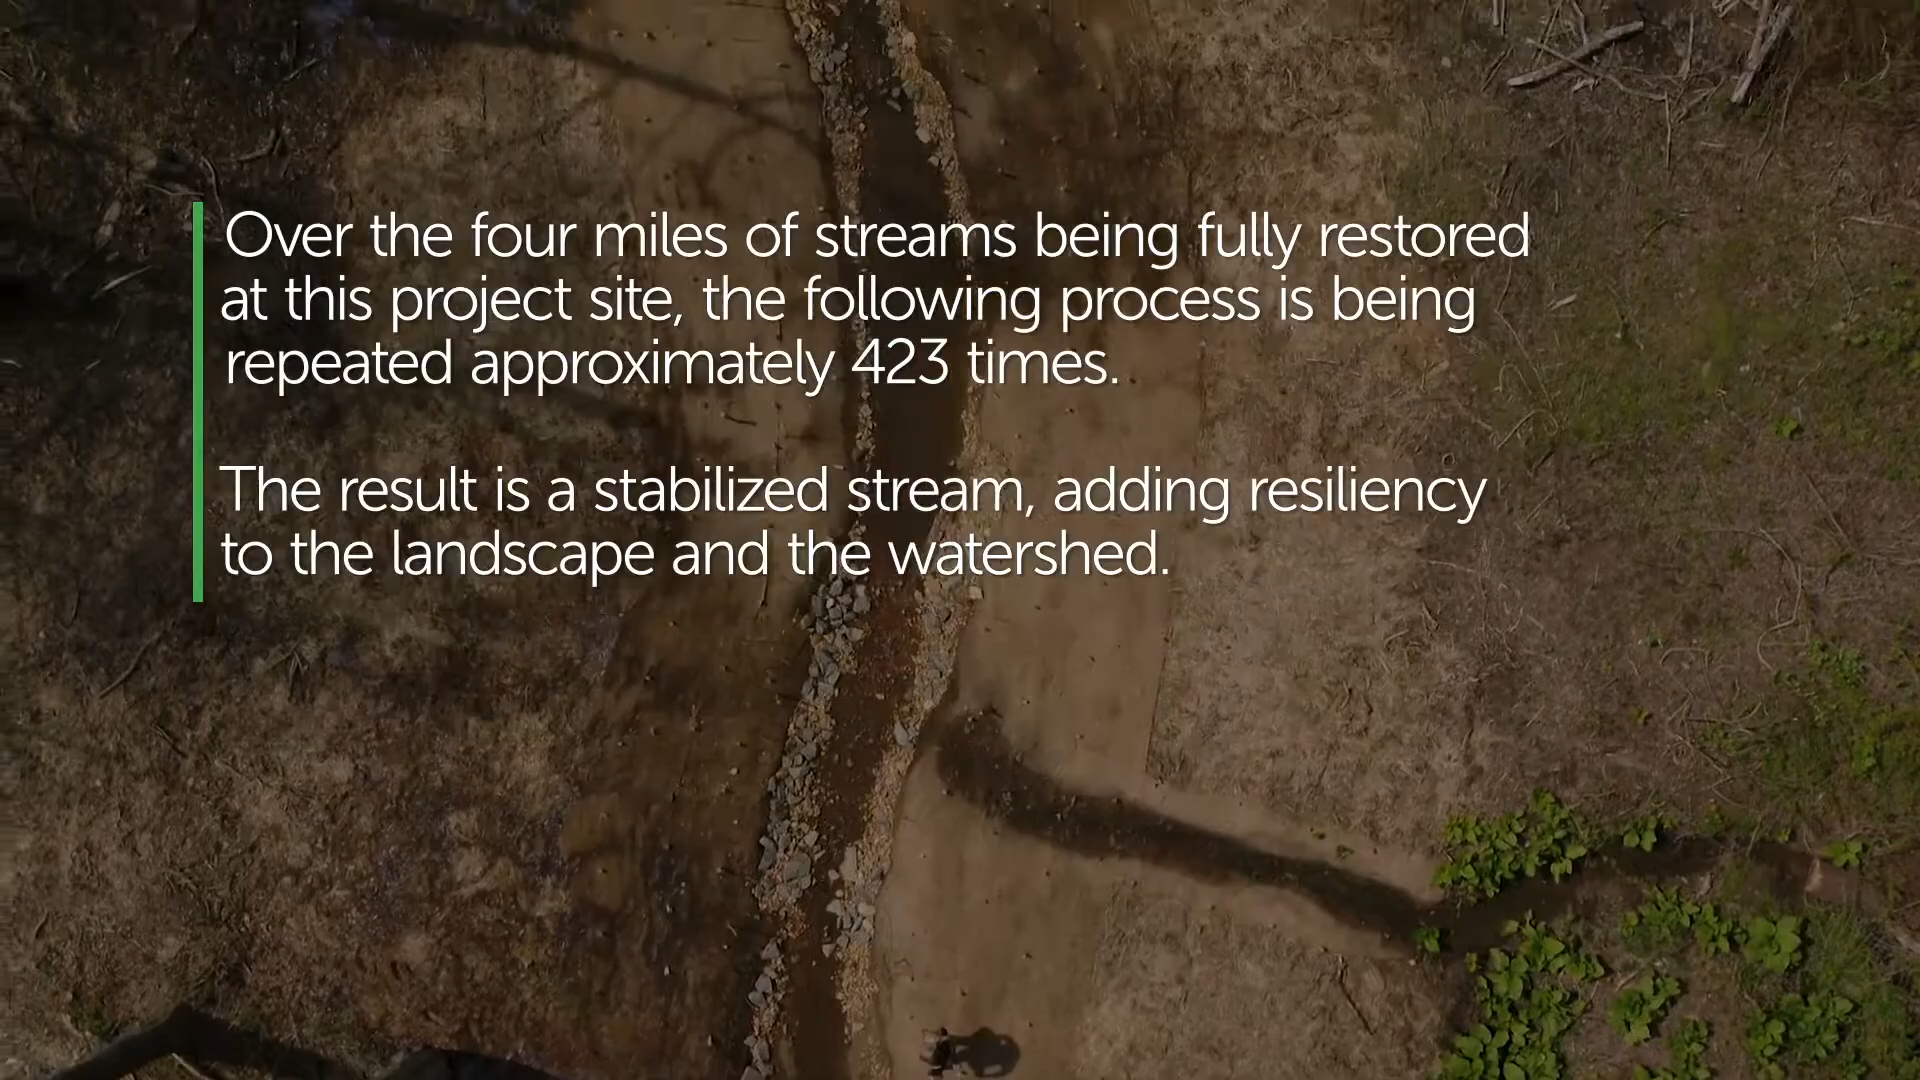 Over the four miles of streams being fully restored
at this project site, the following process is being
repeated approximately 423 times.
The result is a stabilized stream, adding resiliency
to the landscape and the watershed.